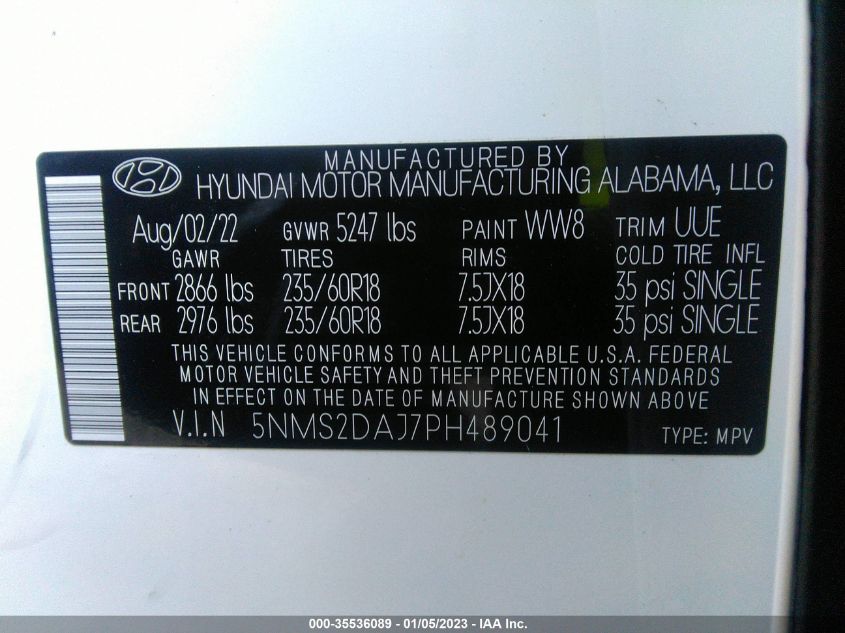 MANUFACTURED BY
HYUNDAI MOTOR MANUFACTURING ALABAMA, LLC
Aug/02/22 GVWR 5247 lbs PAINT WW8 TRIM UUE
GAWR TIRES RIMS COLD TIRE INFL
FRONT 2866 lbs 235/60R18 7.5JX18 35 psi SINGLE
REAR 2976 lbs 235/60R18 7.5JX18 35 psi SINGLE
THIS VEHICLE CONFORMS TO ALL APPLICABLE U.S.A. FEDERAL
MOTOR VEHICLE SAFETY AND THEFT PREVENTION STANDARDS
IN EFFECT ON THE DATE OF MANUFACTURE SHOWN ABOVE
V.I.N 5NMS2DAJ7PH489041 TYPE: MPV
000-35536089 - 01/05/2023 - IAA Inc.